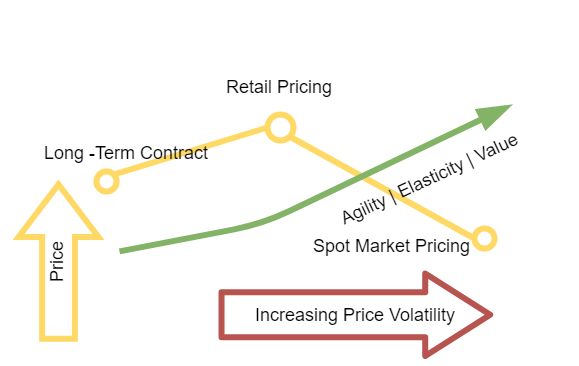 Retail Pricing
Long -Term Contract
Agility | Elasticity | Value
Price
Spot Market Pricing
Increasing Price Volatility